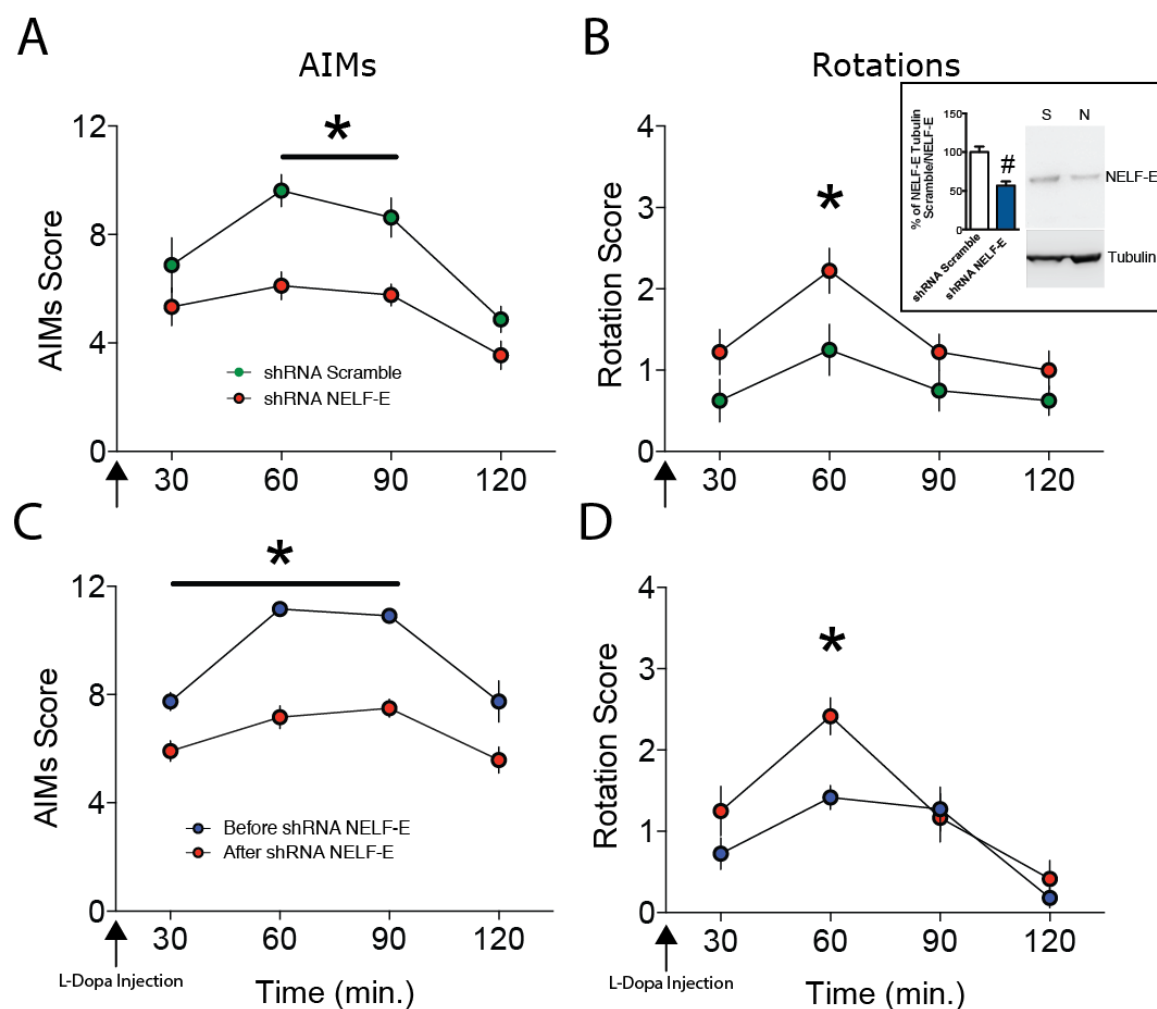 A
AIMs
12
8
4
0
AIMs Score
*
shRNA Scramble
shRNA NELF-E
30 60 90 120
B
Rotations
4
3
2
1
0
Rotation Score
*
30 60 90 120
% of NELF-E Tubulin
Scramble/NELF-E
150
100
50
0
#
shRNA Scramble
shRNA NELF-E
S N
NELF-E
Tubulin
C
12
8
4
0
AIMs Score
*
Before shRNA NELF-E
After shRNA NELF-E
30 60 90 120
L-Dopa Injection
Time (min.)
D
4
3
2
1
0
Rotation Score
*
30 60 90 120
L-Dopa Injection
Time (min.)